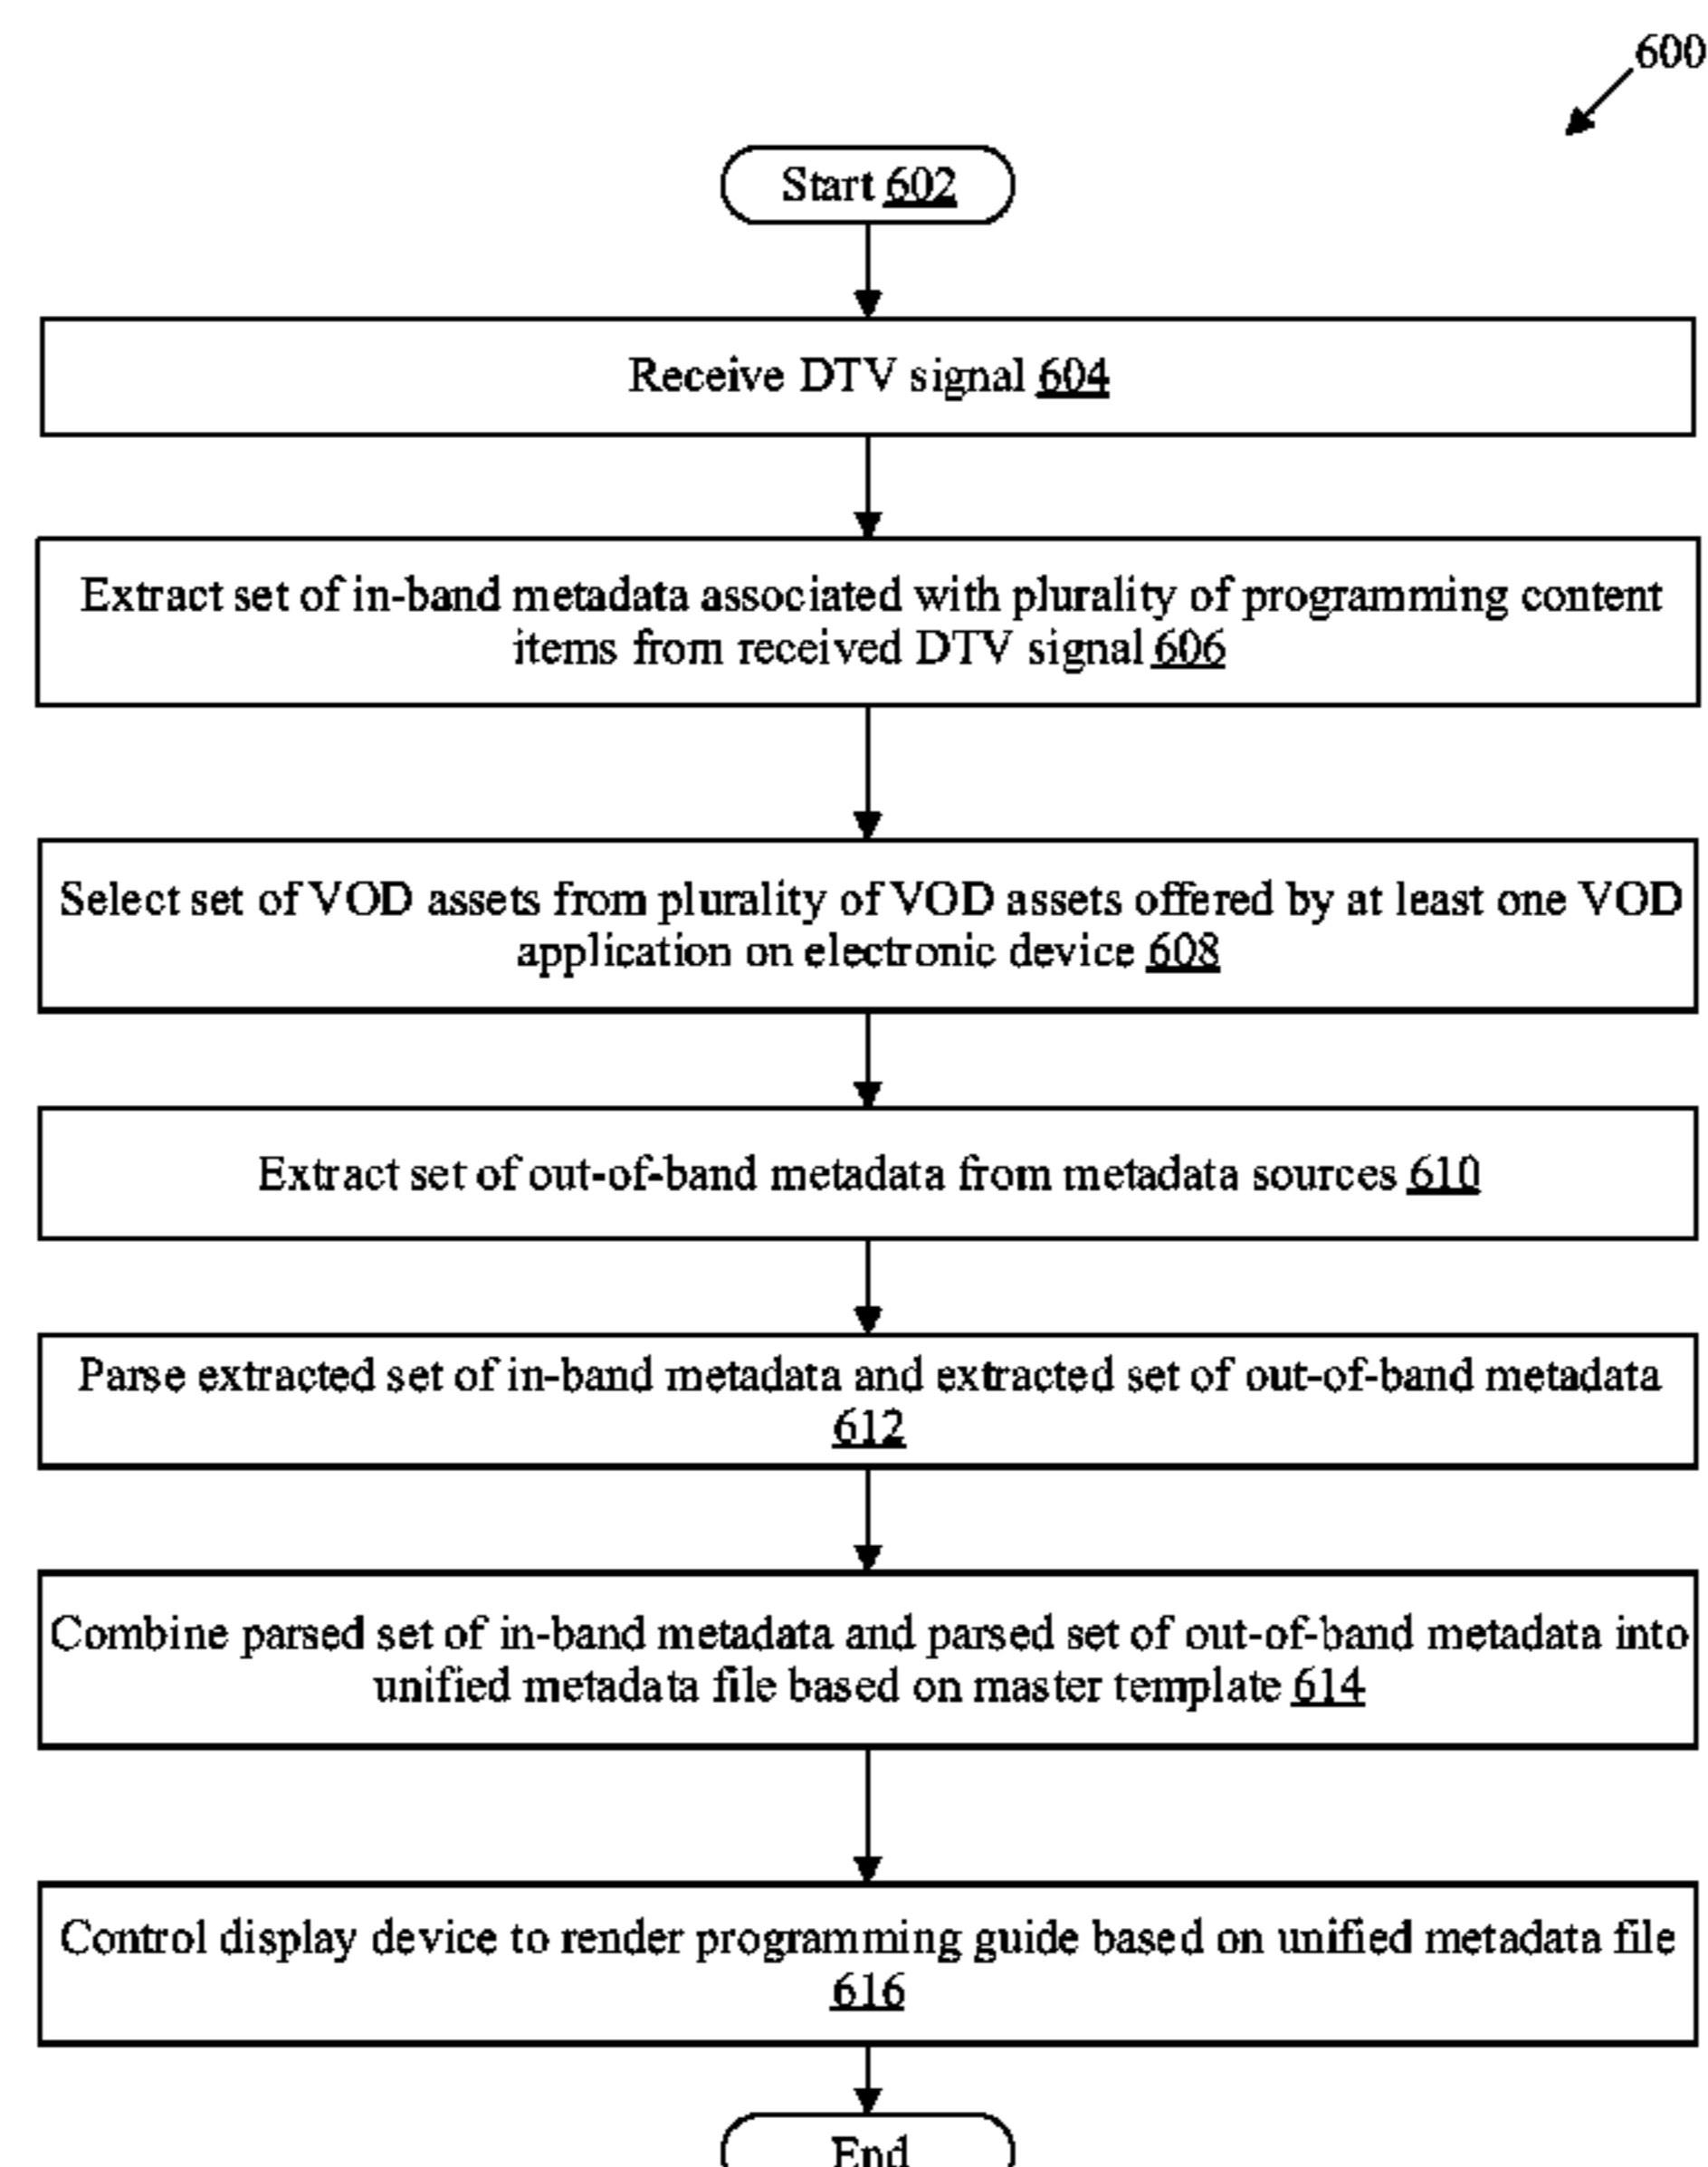 600
Start 602
Receive DTV signal 604
Extract set of in-band metadata associated with plurality of programming content
items from received DTV signal 606
Select set of VOD assets from plurality of VOD assets offered by at least one VOD
application on electronic device 608
Extract set of out-of-band metadata from metadata sources 610
Parse extracted set of in-band metadata and extracted set of out-of-band metadata
612
Combine parsed set of in-band metadata and parsed set of out-of-band metadata into
unified metadata file based on master template 614
Control display device to render programming guide based on unified metadata file
616
End